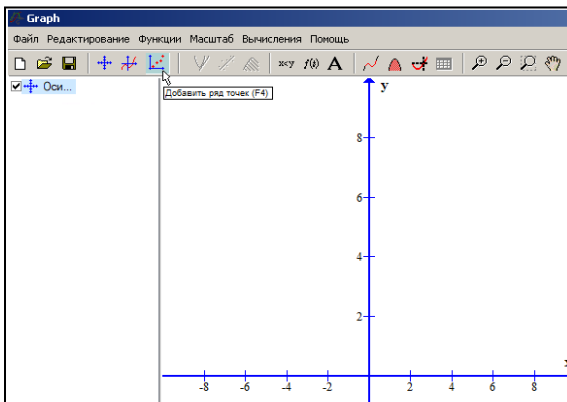 Graph
Файл Редактирование Функции Масштаб Вычисления Помощь
x<y f(t) A
Оси...
Добавить ряд точек (F4)
y
8
6
4
2
x
-8 -6 -4 -2 2 4 6 8